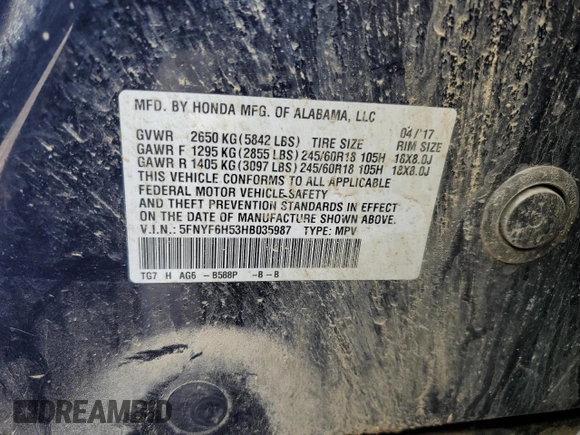 MFD. BY HONDA MFG. OF ALABAMA, LLC
04/'17
GVWR 2650 KG(5842 LBS) TIRE SIZE RIM SIZE
GAWR F 1295 KG(2855 LBS) 245/60R18 105H 18X8.0J
GAWR R 1405 KG(3097 LBS) 245/60R18 105H 18X8.0J
THIS VEHICLE CONFORMS TO ALL APPLICABLE
FEDERAL MOTOR VEHICLE SAFETY
AND THEFT PREVENTION STANDARDS IN EFFECT
ON THE DATE OF MANUFACTURE SHOWN ABOVE.
V.I.N.: 5FNYF6H53HB035987 TYPE: MPV
TG7 H AG6 -B588P -B-B
DREAMBID